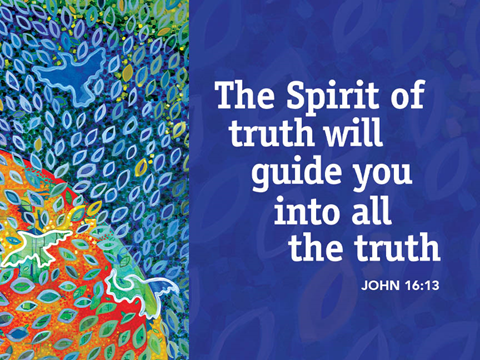 The Spirit of
truth will
guide you
into all
the truth
JOHN 16:13